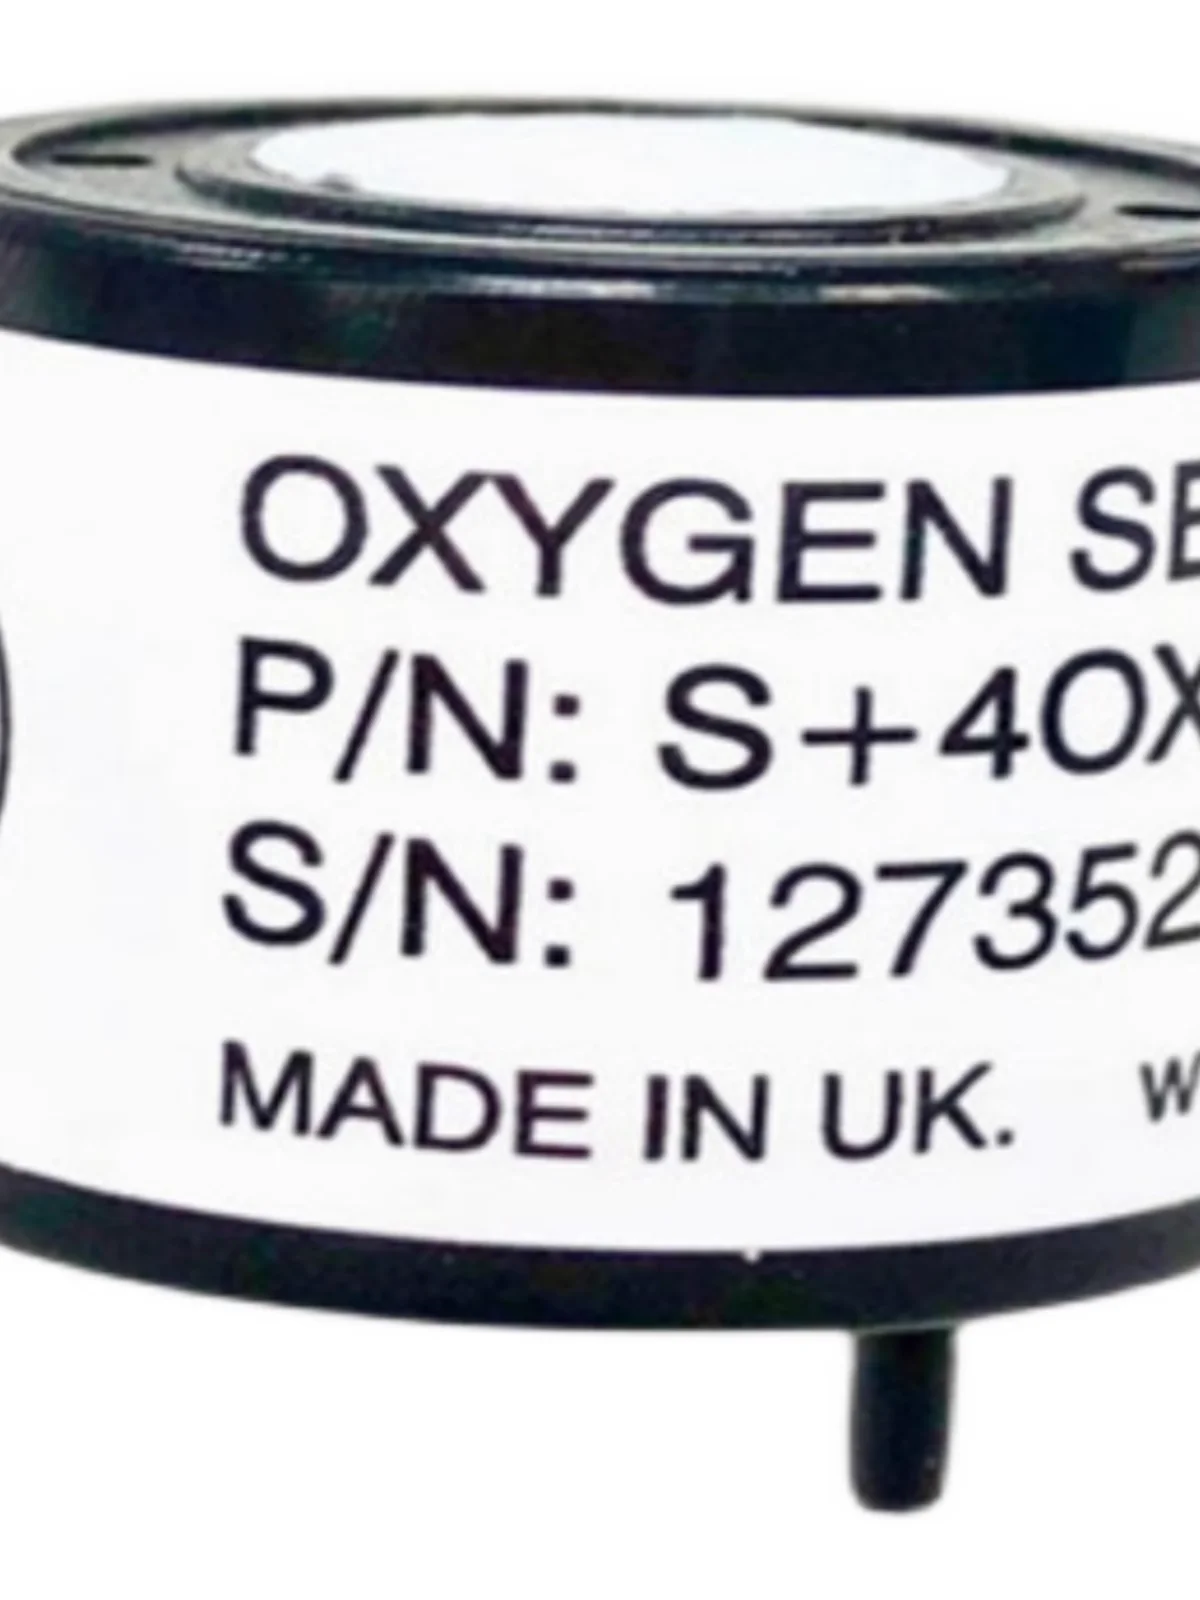 OXYGEN SE
P/N: S+4OX
S/N: 127352
MADE IN UK. W